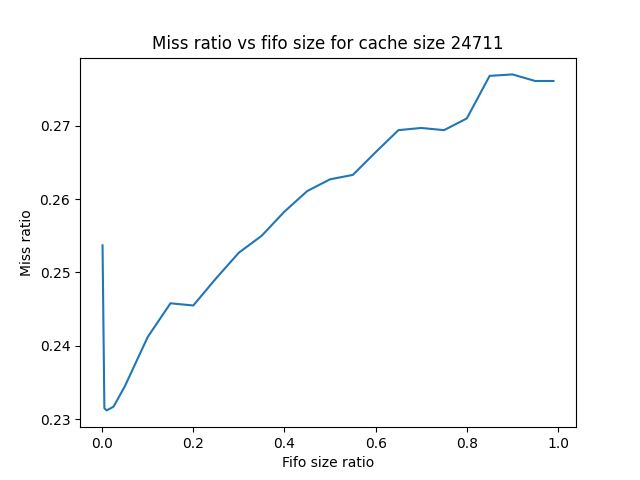 Miss ratio vs fifo size for cache size 24711
Miss ratio
0.27
0.26
0.25
0.24
0.23
0.0 0.2 0.4 0.6 0.8 1.0
Fifo size ratio